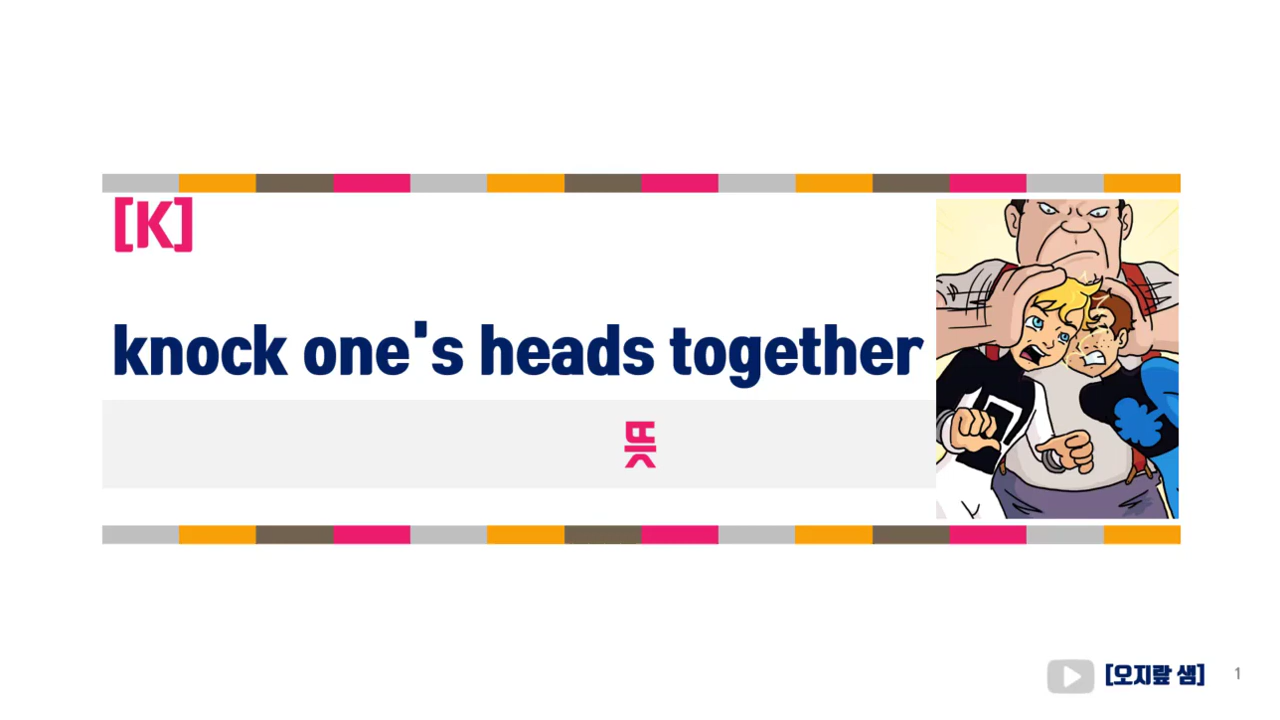 [K]
knock one's heads together
뜻
[오지랖 샘]
1